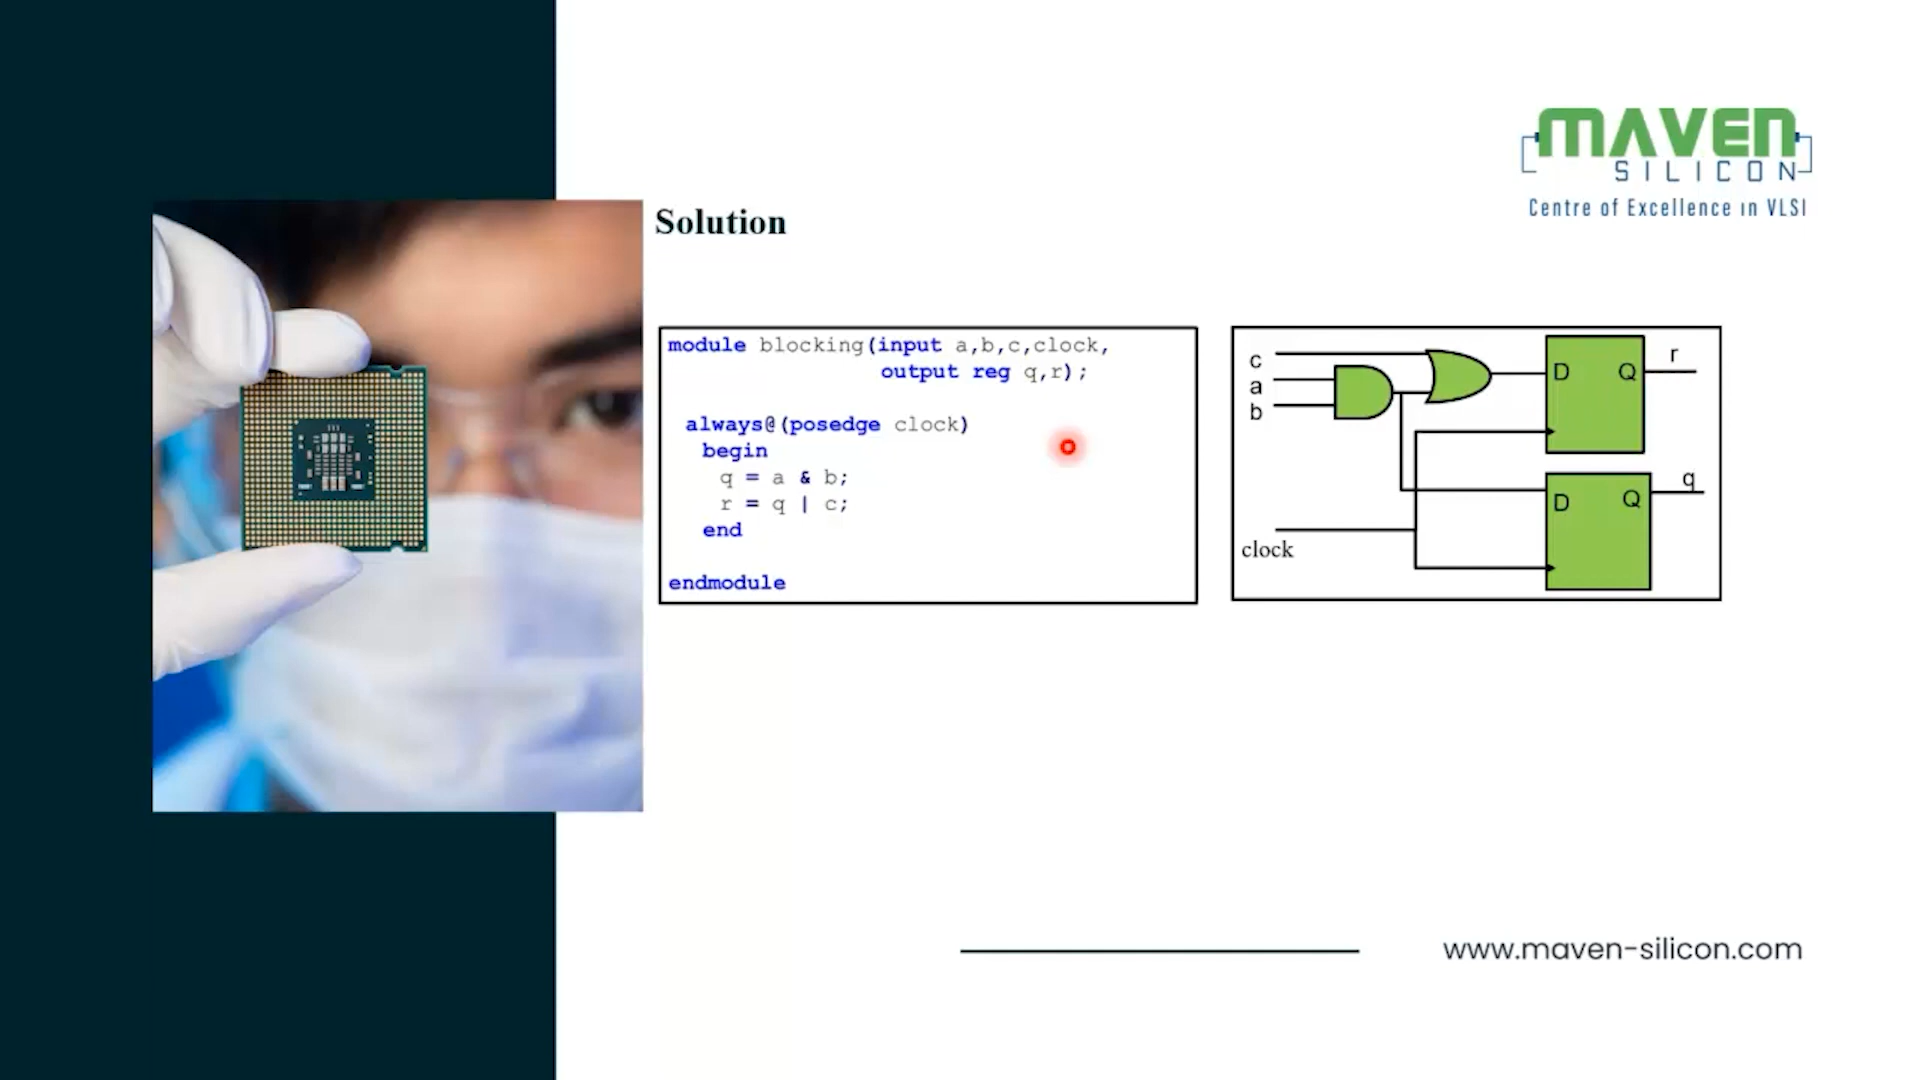 MAVEN
SILICON
Centre of Excellence in VLSI
Solution
module blocking(input a,b,c,clock,
output reg q,r);
always@(posedge clock)
begin
q = a & b;
r = q | c;
end
endmodule
c
a
b
clock
D Q
r
D Q
q
www.maven-silicon.com